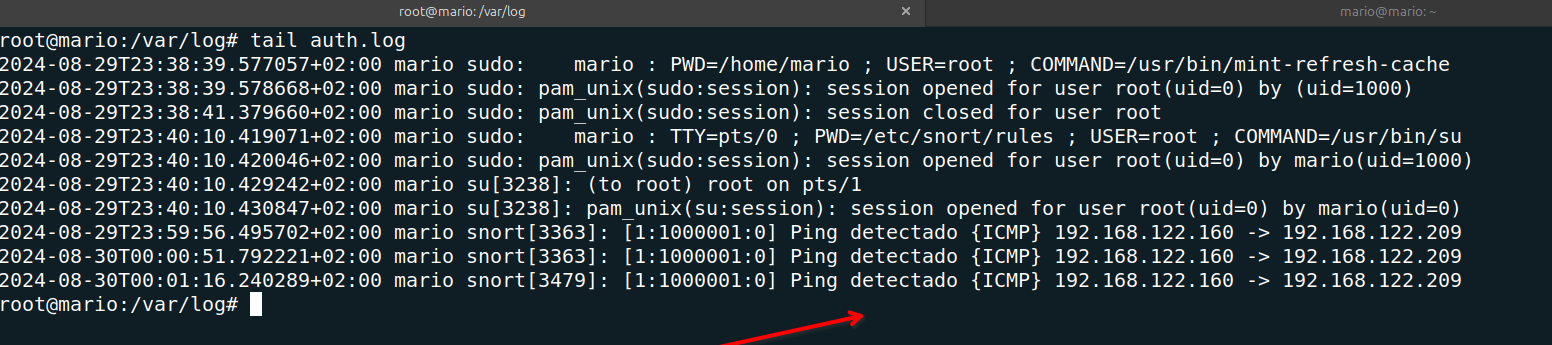 root@mario: /var/log × mario@mario: ~
root@mario:/var/log# tail auth.log
2024-08-29T23:38:39.577057+02:00 mario sudo:    mario : PWD=/home/mario ; USER=root ; COMMAND=/usr/bin/mint-refresh-cache
2024-08-29T23:38:39.578668+02:00 mario sudo: pam_unix(sudo:session): session opened for user root(uid=0) by (uid=1000)
2024-08-29T23:38:41.379660+02:00 mario sudo: pam_unix(sudo:session): session closed for user root
2024-08-29T23:40:10.419071+02:00 mario sudo:    mario : TTY=pts/0 ; PWD=/etc/snort/rules ; USER=root ; COMMAND=/usr/bin/su
2024-08-29T23:40:10.420046+02:00 mario sudo: pam_unix(sudo:session): session opened for user root(uid=0) by mario(uid=1000)
2024-08-29T23:40:10.429242+02:00 mario su[3238]: (to root) root on pts/1
2024-08-29T23:40:10.430847+02:00 mario su[3238]: pam_unix(su:session): session opened for user root(uid=0) by mario(uid=0)
2024-08-29T23:59:56.495702+02:00 mario snort[3363]: [1:1000001:0] Ping detectado {ICMP} 192.168.122.160 -> 192.168.122.209
2024-08-30T00:00:51.792221+02:00 mario snort[3363]: [1:1000001:0] Ping detectado {ICMP} 192.168.122.160 -> 192.168.122.209
2024-08-30T00:01:16.240289+02:00 mario snort[3479]: [1:1000001:0] Ping detectado {ICMP} 192.168.122.160 -> 192.168.122.209
root@mario:/var/log#